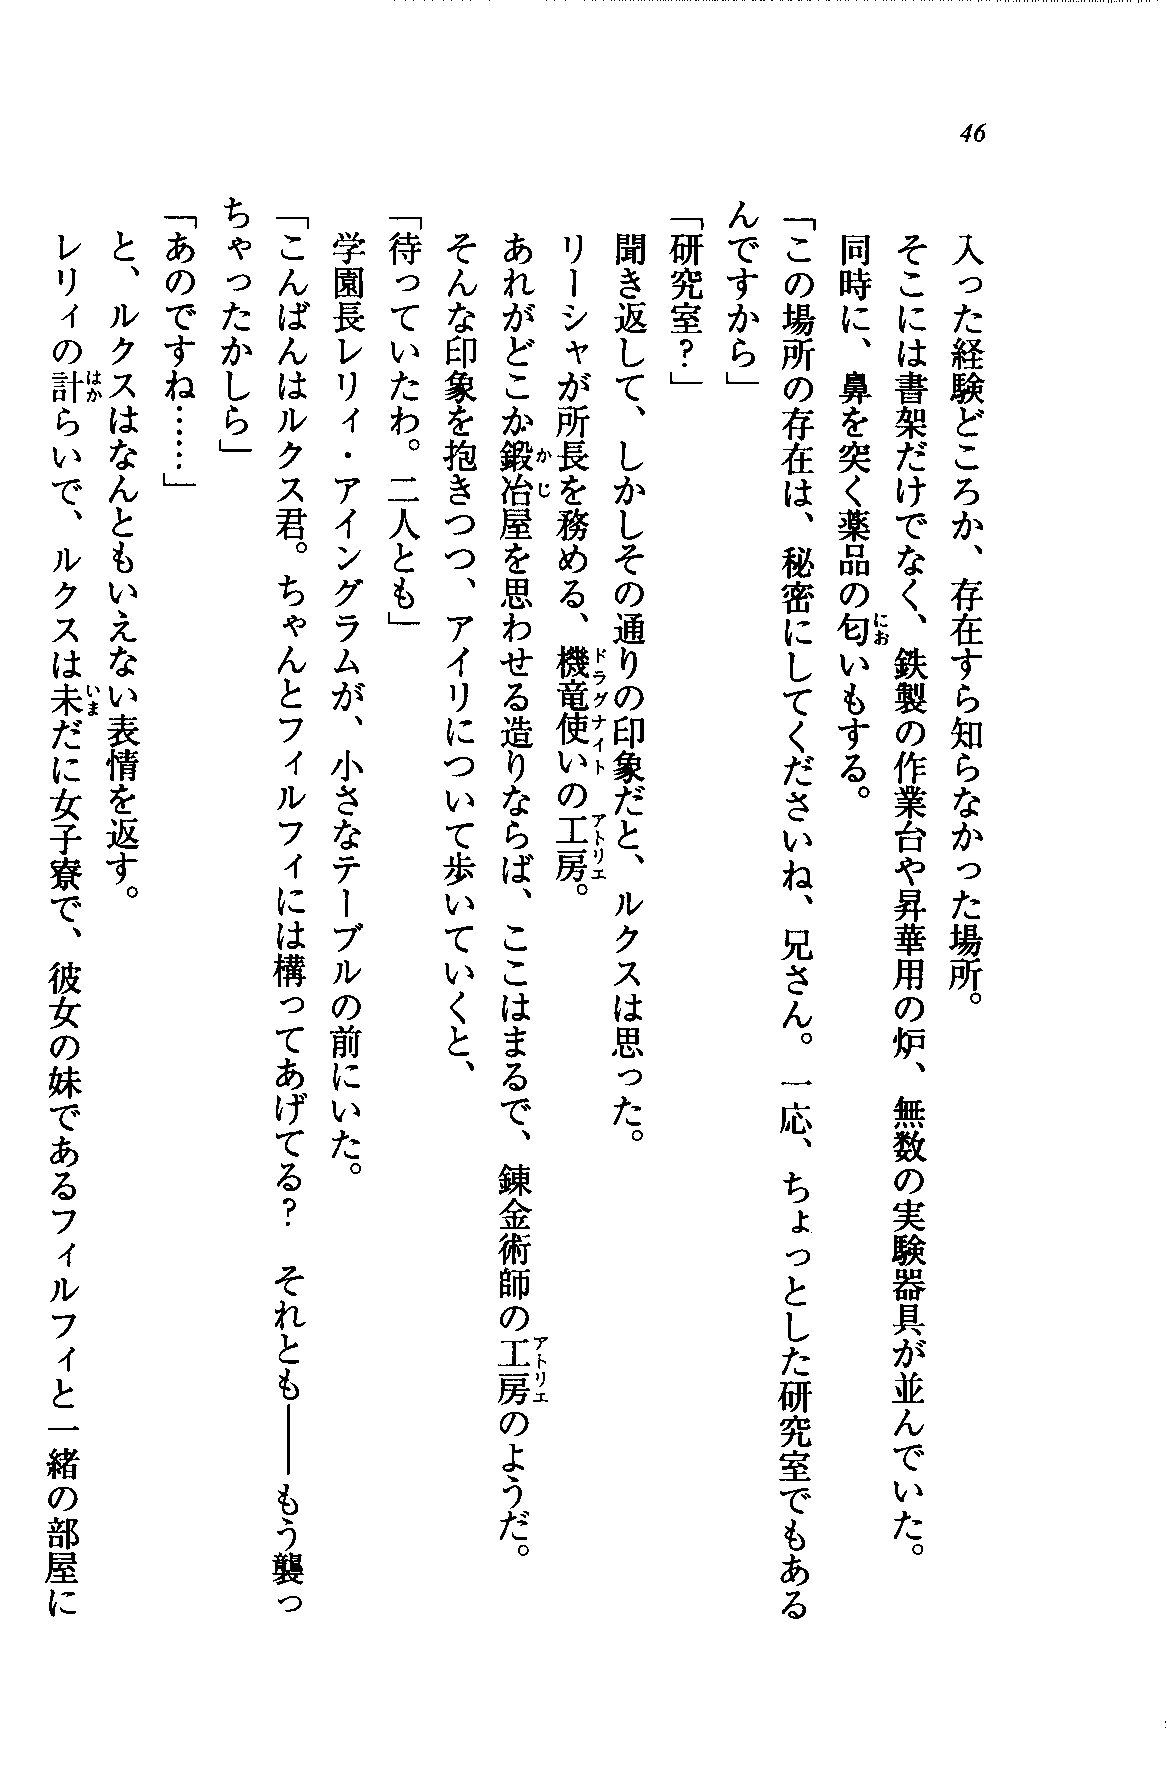 46
入った経験どころか、存在すら知らなかった場所。
そこには書架だけでなく、鉄製の作業台や昇華用の炉、無数の実験器具が並んでいた。
同時に、鼻を突く薬品の匂いもする。
「この場所の存在は、秘密にしてくださいね、兄さん。一応、ちょっとした研究室でもある
んですから」
「研究室？」
聞き返して、しかしその通りの印象だと、ルクスは思った。
リーシャが所長を務める、機竜使いの工房。
あれがどこか鍛冶屋を思わせる造りならば、ここはまるで、錬金術師の工房のようだ。
そんな印象を抱きつつ、アイリについて歩いていくと、
「待っていたわ。二人とも」
学園長レリィ・アイングラムが、小さなテーブルの前にいた。
「こんばんはルクス君。ちゃんとフィルフィには構ってあげてる？　それとも――もう襲っ
ちゃったかしら」
「あのですね……」
と、ルクスはなんともいえない表情を返す。
レリィの計らいで、ルクスは未だに女子寮で、彼女の妹であるフィルフィと一緒の部屋に